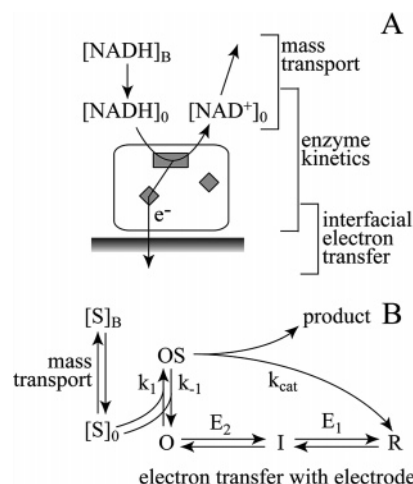 A
[NADH]B
mass
transport
[NADH]0 [NAD+]0
enzyme
kinetics
e-
interfacial
electron
transfer
B
[S]B
product
mass
transport
OS
k1 k-1
kcat
[S]0
E2 E1
O I R
electron transfer with electrode